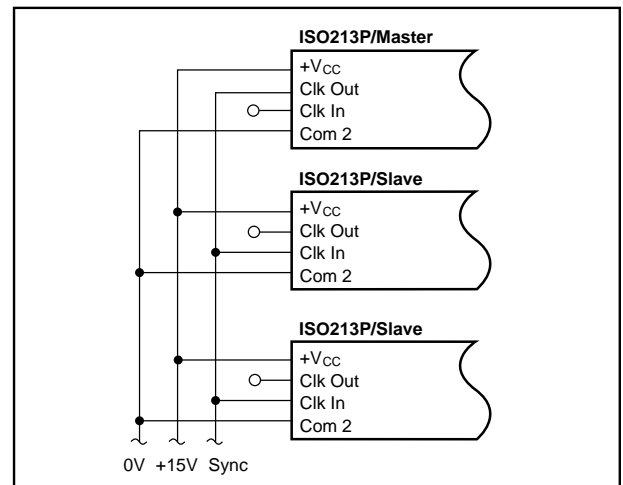 ISO213P/Master
+VCC
Clk Out
Clk In
Com 2
ISO213P/Slave
+VCC
Clk Out
Clk In
Com 2
ISO213P/Slave
+VCC
Clk Out
Clk In
Com 2
0V +15V Sync